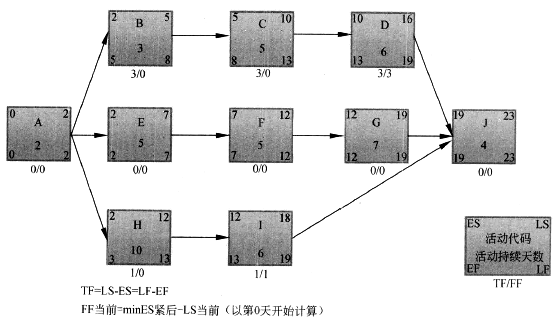 2 5
B
3
5 8
3/0
5 10
C
5
8 13
3/0
10 16
D
6
13 19
3/3
0 2
A
2
0 2
0/0
2 7
E
5
2 7
0/0
7 12
F
5
7 12
0/0
12 19
G
7
12 19
0/0
19 23
J
4
19 23
0/0
2 12
H
10
3 13
1/0
12 18
I
6
13 19
1/1
ES LS
活动代码
活动持续天数
EF LF
TF/FF
TF=LS-ES=LF-EF
FF当前=minES紧后-LS当前（以第0天开始计算）